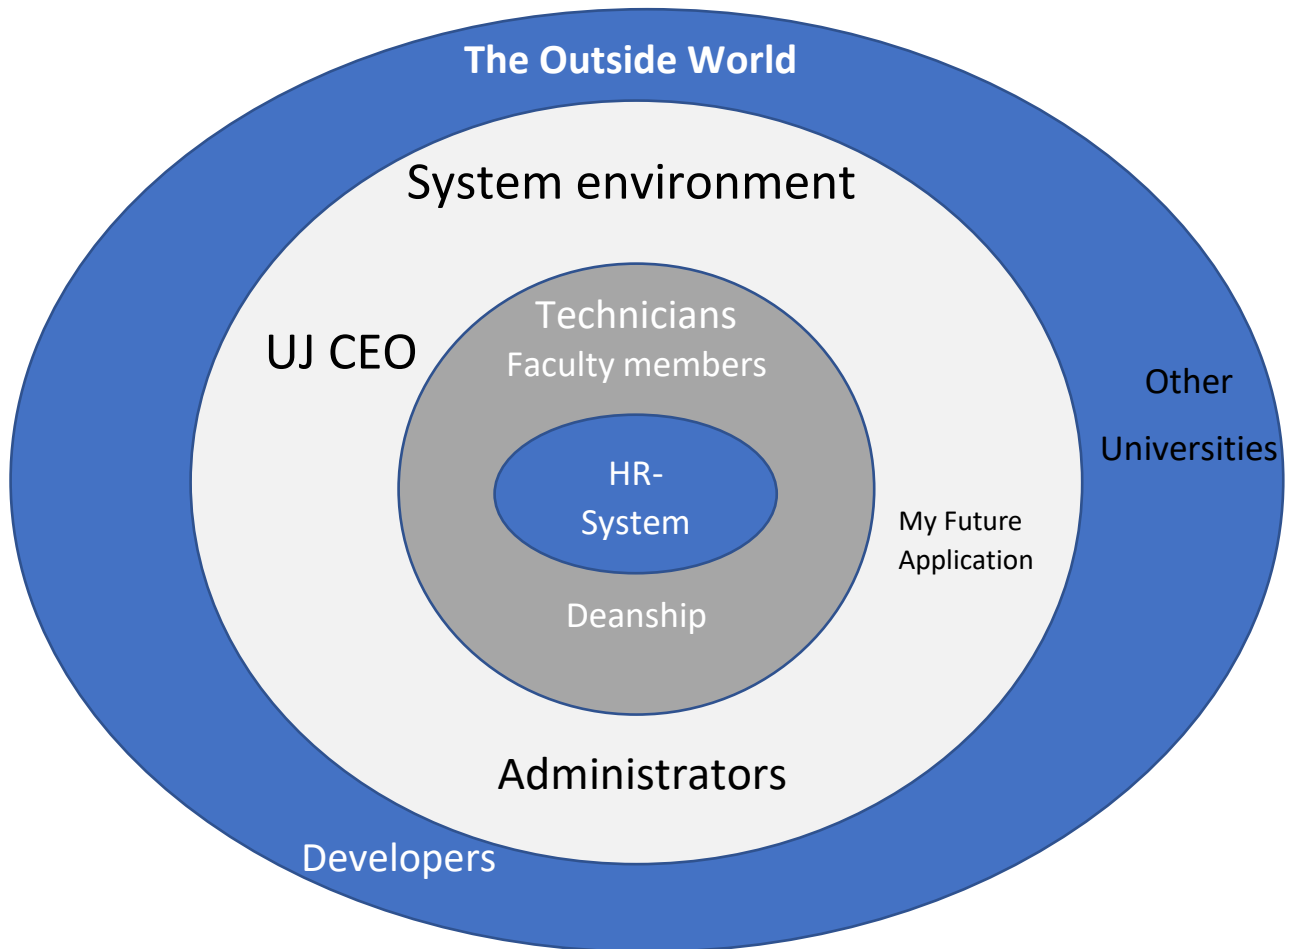 The Outside World
System environment
Technicians
UJ CEO
Faculty members
Other
Universities
HR-
System
My Future
Application
Deanship
Administrators
Developers